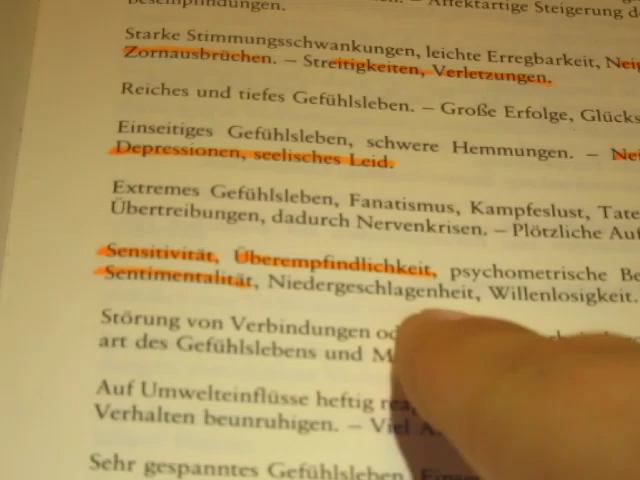 Starke Stimmungsschwankungen, leichte Erregbarkeit,
Zornausbrüchen. – Streitigkeiten, Verletzungen.
Reiches und tiefes Gefühlsleben. – Große Erfolge,
Einseitiges Gefühlsleben, schwere Hemmungen. –
Depressionen, seelisches Leid.
Extremes Gefühlsleben, Fanatismus, Kampfeslust,
Übertreibungen, dadurch Nervenkrisen. – Plötzliche
Sensitivität, Überempfindlichkeit, psychometrische
Sentimentalität, Niedergeschlagenheit, Willenlosigkeit.
Störung von Verbindungen
art des Gefühlslebens und
Auf Umwelteinflüsse heftig
Verhalten beunruhigen. – Viel
Sehr gespanntes Gefühlsleben.